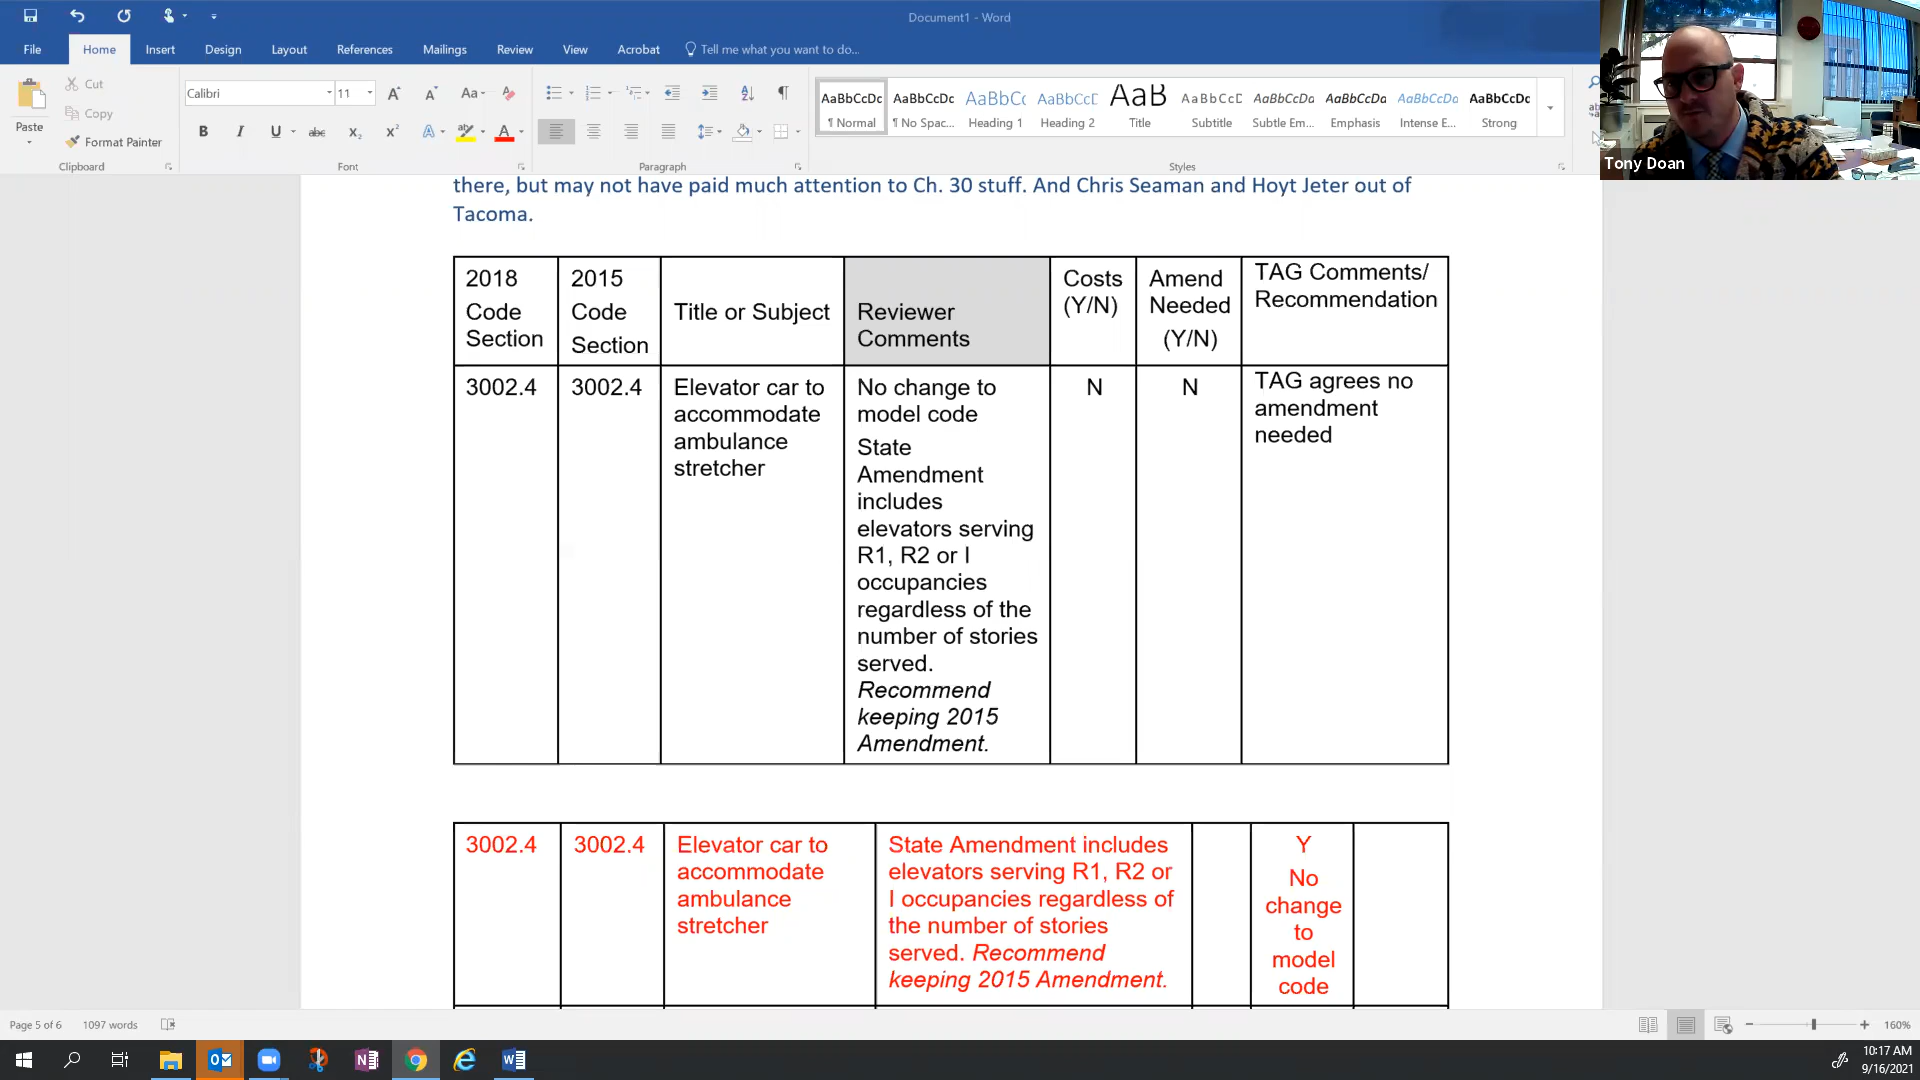 Document1 - Word
File Home Insert Design Layout References Mailings Review View Acrobat Tell me what you want to do...
Paste
Cut
Copy
Format Painter
Clipboard
Calibri 11
Font
Paragraph
AaBbCcDc AaBbCcDc AaBbCc AaBbCcD AaB AaBbCcD AaBbCcDa AaBbCcDa AaBbCcDa AaBbCcDc
¶ Normal ¶ No Spac... Heading 1 Heading 2 Title Subtitle Subtle Em... Emphasis Intense E... Strong
Styles
Tony Doan
there, but may not have paid much attention to Ch. 30 stuff. And Chris Seaman and Hoyt Jeter out of
Tacoma.
2018
Code
Section
2015
Code
Section
Title or Subject
Reviewer
Comments
Costs
(Y/N)
Amend
Needed
(Y/N)
TAG Comments/
Recommendation
3002.4
3002.4
Elevator car to
accommodate
ambulance
stretcher
No change to
model code
State
Amendment
includes
elevators serving
R1, R2 or I
occupancies
regardless of the
number of stories
served.
Recommend
keeping 2015
Amendment.
N
N
TAG agrees no
amendment
needed
3002.4
3002.4
Elevator car to
accommodate
ambulance
stretcher
State Amendment includes
elevators serving R1, R2 or
I occupancies regardless of
the number of stories
served. Recommend
keeping 2015 Amendment.
Y
No
change
to
model
code
Page 5 of 6 1097 words
160%
10:17 AM
9/16/2021